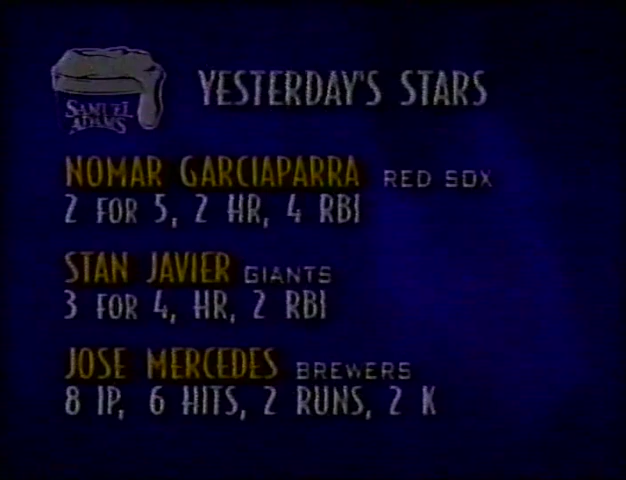 SAMUEL
ADAMS
YESTERDAY'S STARS
NOMAR GARCIAPARRA RED SOX
2 FOR 5, 2 HR, 4 RBI
STAN JAVIER GIANTS
3 FOR 4, HR, 2 RBI
JOSE MERCEDES BREWERS
8 IP, 6 HITS, 2 RUNS, 2 K